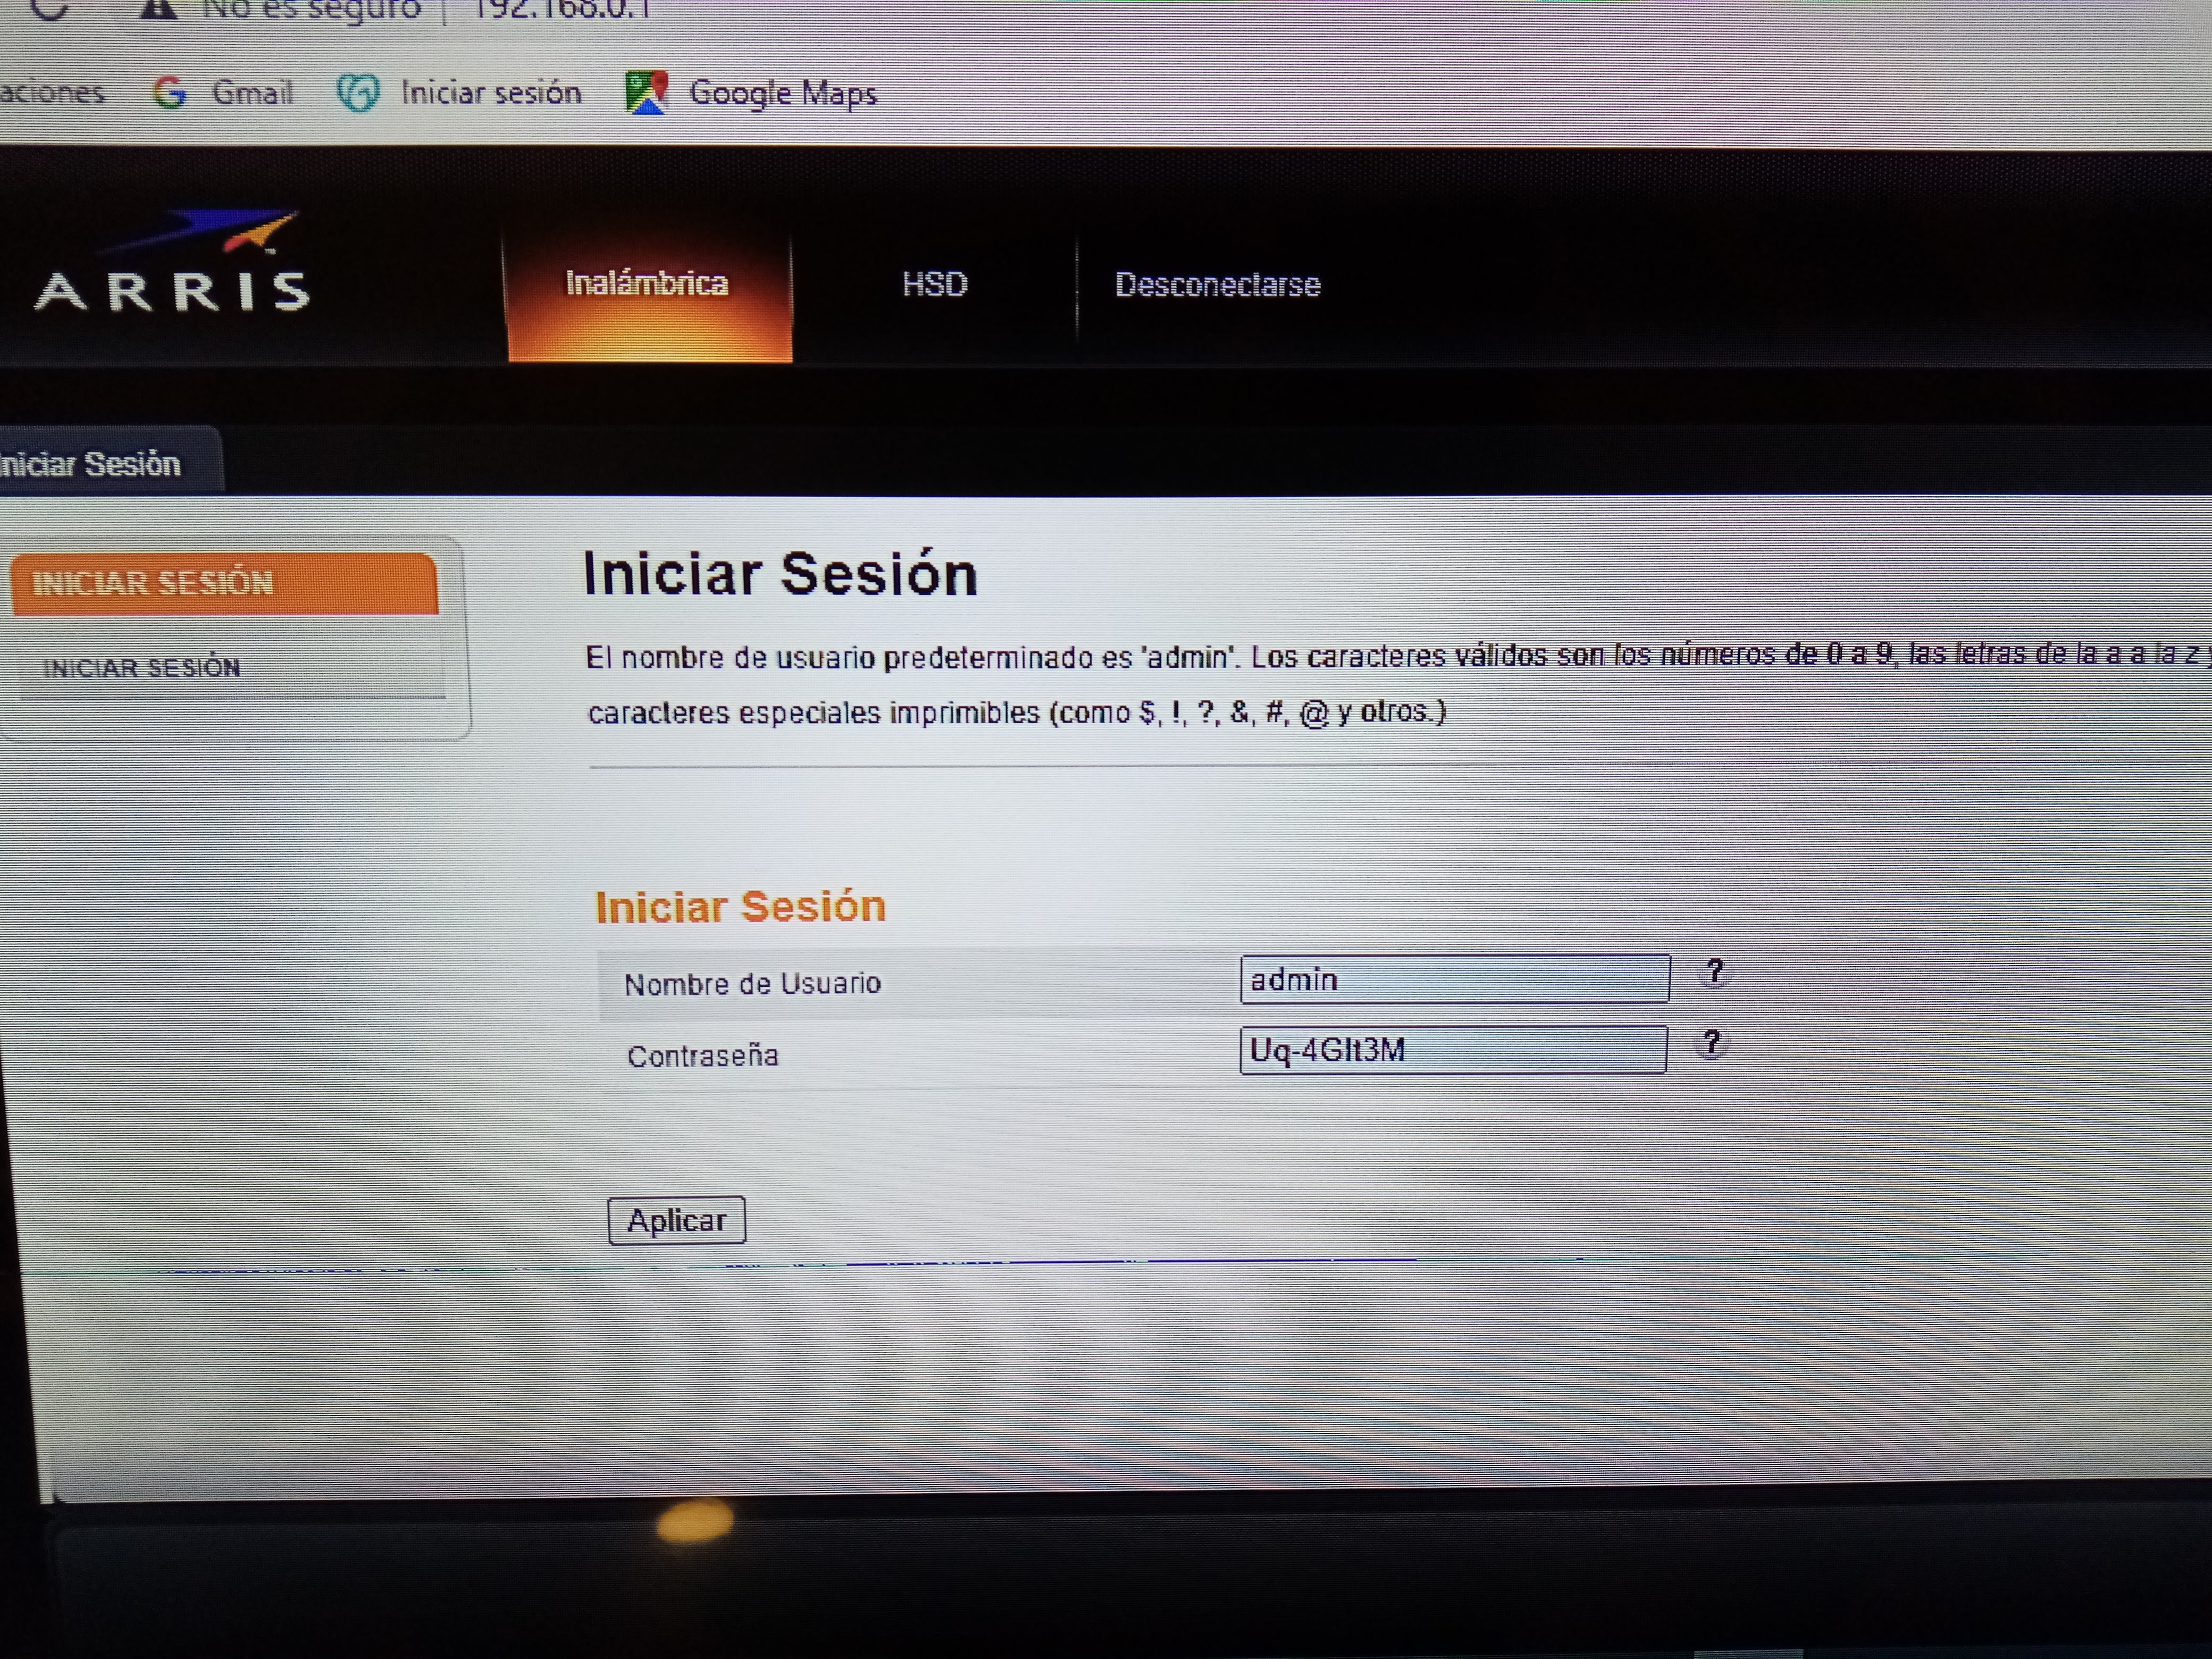 No es seguro | 192.168.0.1
aciones Gmail Iniciar sesión Google Maps
ARRIS
Inalámbrica HSD Desconectarse
Iniciar Sesión
INICIAR SESIÓN
INICIAR SESIÓN
Iniciar Sesión
El nombre de usuario predeterminado es 'admin'. Los caracteres válidos son los números de 0 a 9, las letras de la a a la z y
caracteres especiales imprimibles (como $, !, ?, &, #, @ y otros.)
Iniciar Sesión
Nombre de Usuario admin ?
Contraseña Uq-4Glt3M ?
Aplicar